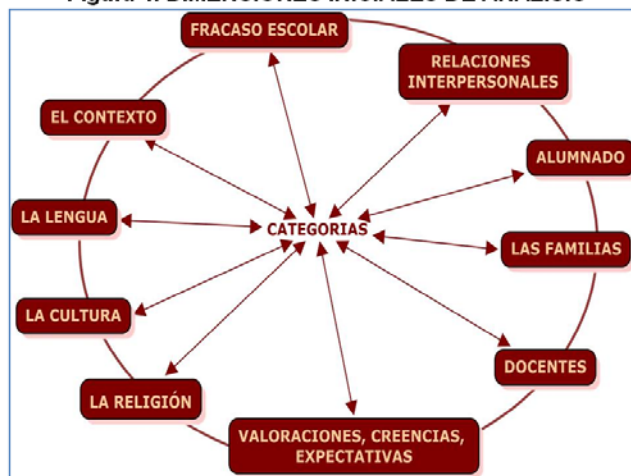 FRACASO ESCOLAR
RELACIONES
INTERPERSONALES
EL CONTEXTO
ALUMNADO
LA LENGUA
CATEGORIAS
LAS FAMILIAS
LA CULTURA
DOCENTES
LA RELIGIÓN
VALORACIONES, CREENCIAS,
EXPECTATIVAS